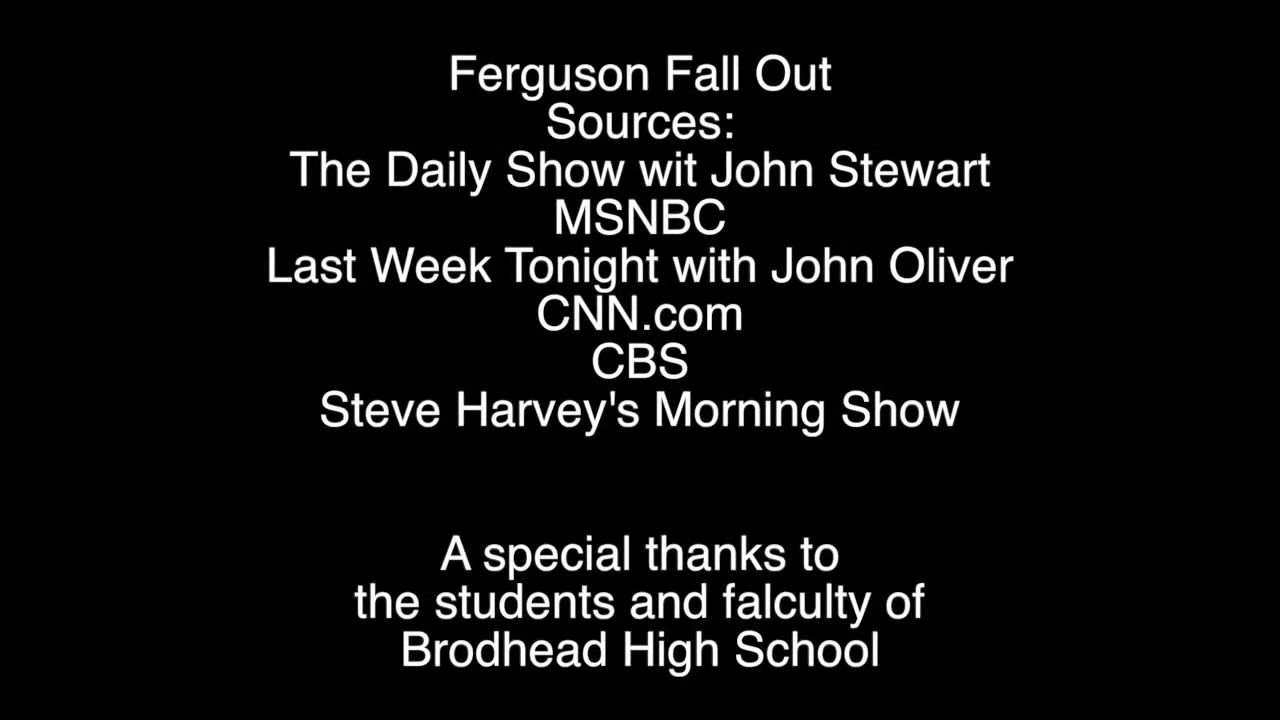 Ferguson Fall Out
Sources:
The Daily Show wit John Stewart
MSNBC
Last Week Tonight with John Oliver
CNN.com
CBS
Steve Harvey's Morning Show
A special thanks to
the students and falculty of
Brodhead High School